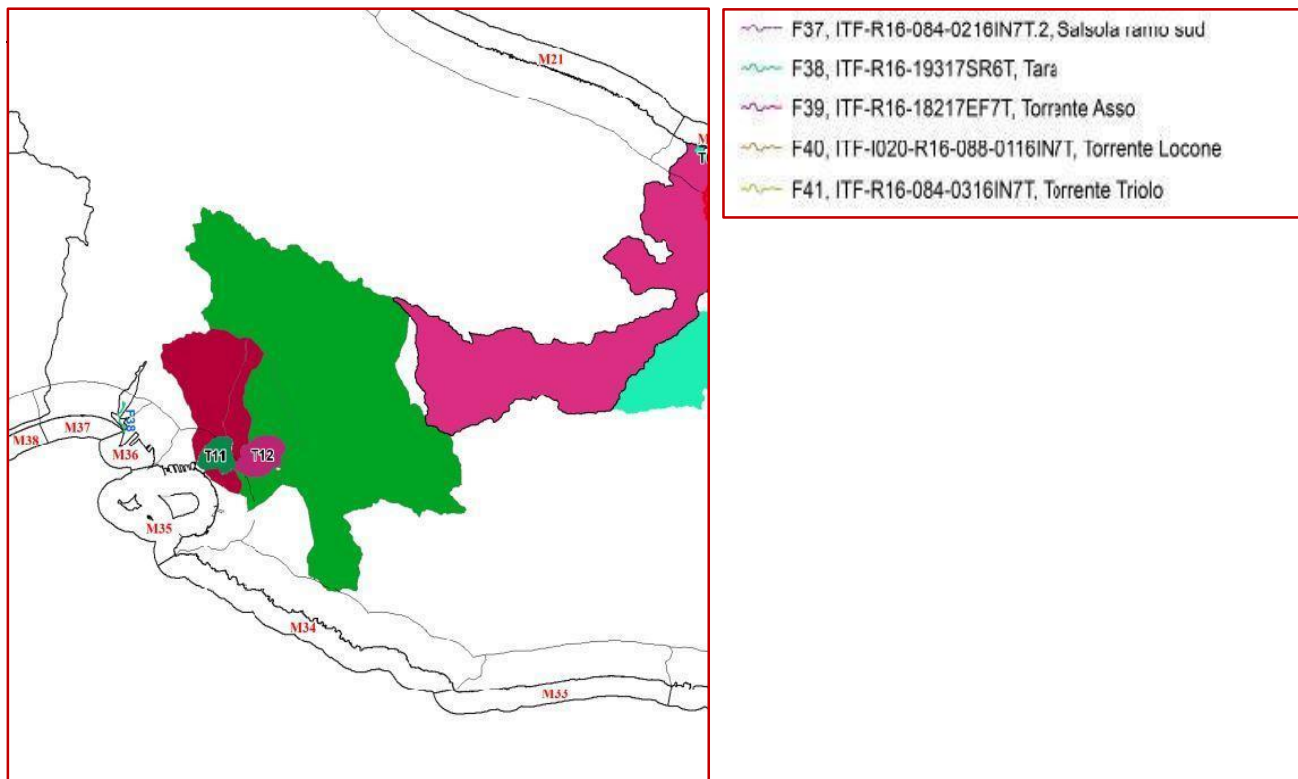 M21
M
T
F38
M37
M38
M36
T11
T12
M35
M34
M33
F37, ITF-R16-084-0216IN7T.2, Salsola ramo sud
F38, ITF-R16-19317SR6T, Tara
F39, ITF-R16-18217EF7T, Torrente Asso
F40, ITF-I020-R16-088-0116IN7T, Torrente Locone
F41, ITF-R16-084-0316IN7T, Torrente Triolo